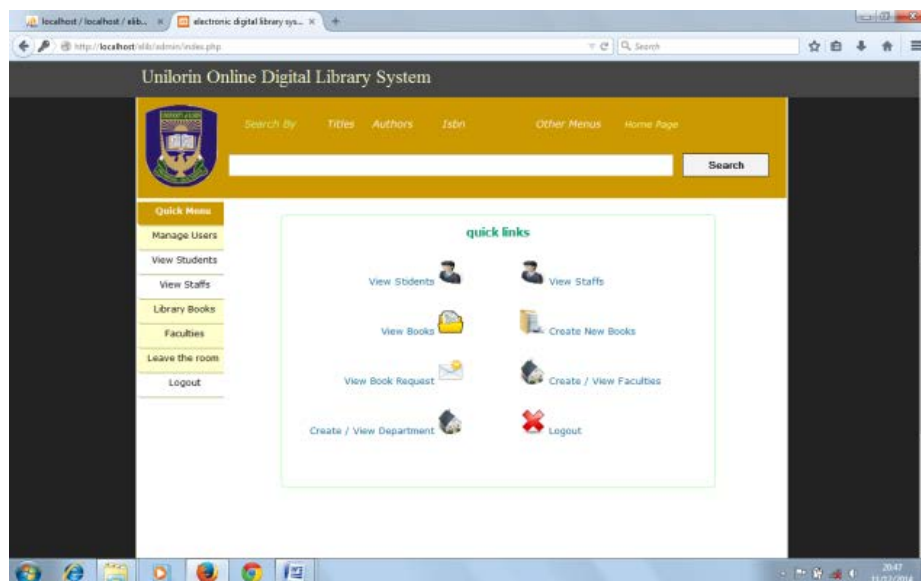 localhost / localhost / elib... × electronic digital library sys... × +
http://localhost/elib/admin/index.php Search
Unilorin Online Digital Library System
Search By Titles Authors Isbn Other Menus Home Page
Search
Quick Menu
Manage Users
View Students
View Staffs
Library Books
Faculties
Leave the room
Logout
quick links
View Stidents View Staffs
View Books Create New Books
View Book Request Create / View Faculties
Create / View Department Logout
20:47